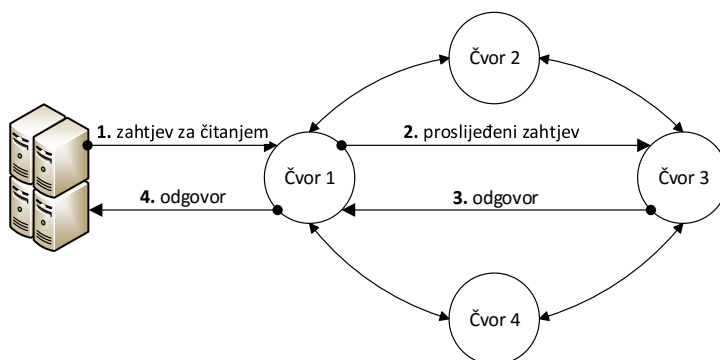 Čvor 2
1. zahtjev za čitanjem
2. proslijeđeni zahtjev
Čvor 1
Čvor 3
4. odgovor
3. odgovor
Čvor 4